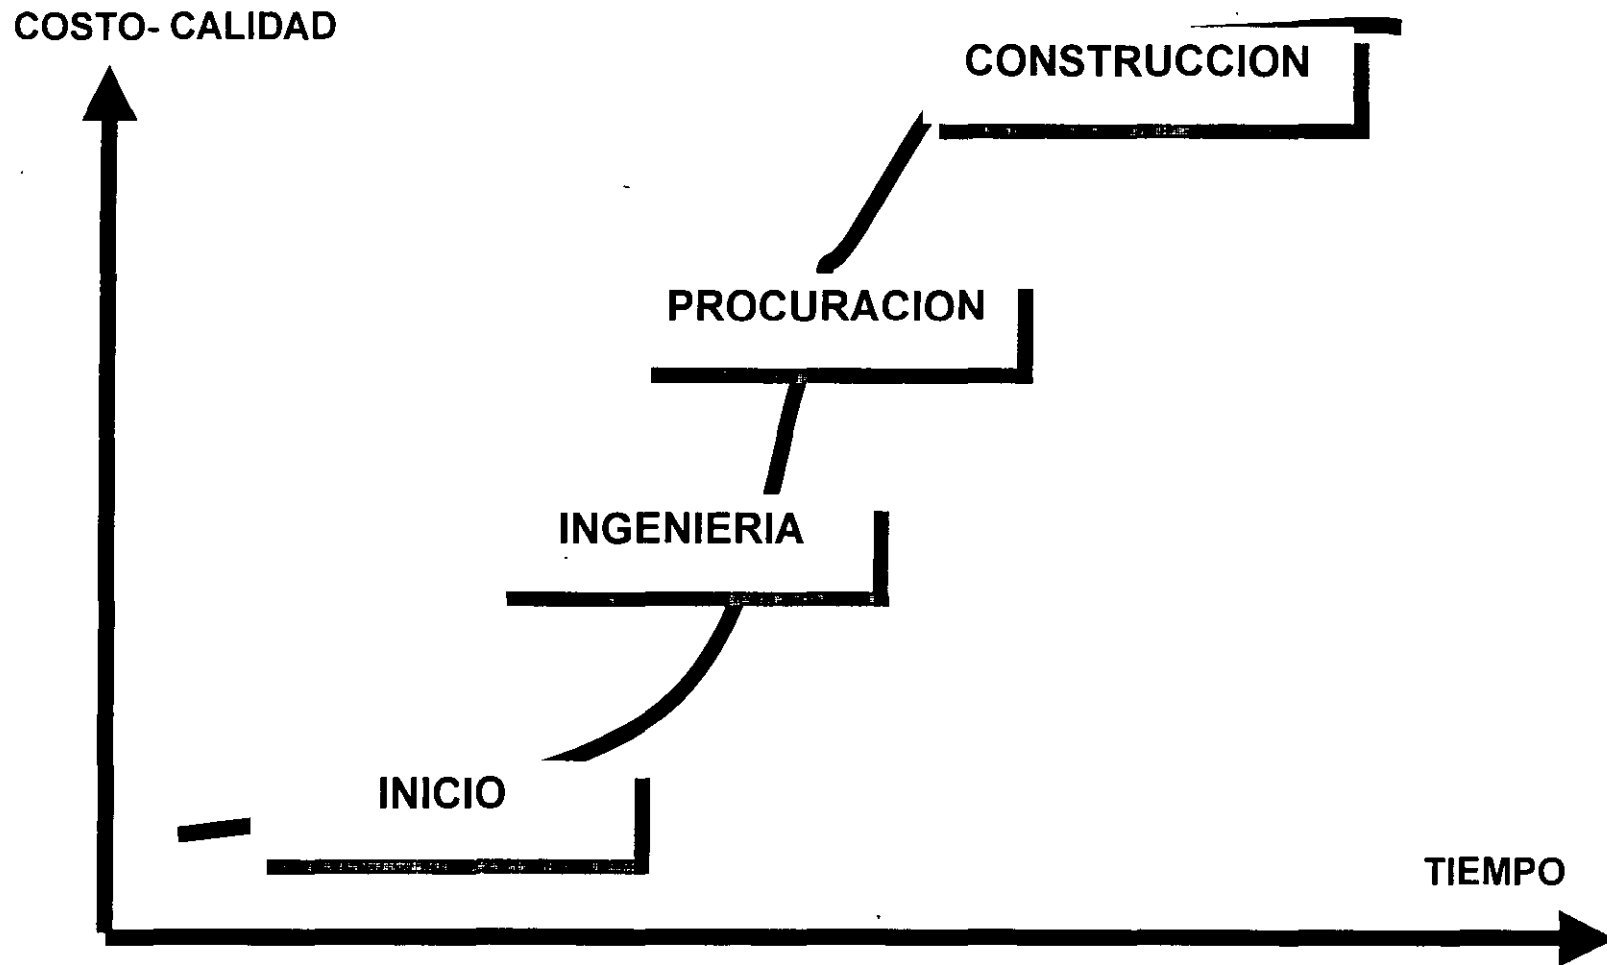 COSTO- CALIDAD
CONSTRUCCION
PROCURACION
INGENIERIA
INICIO
TIEMPO